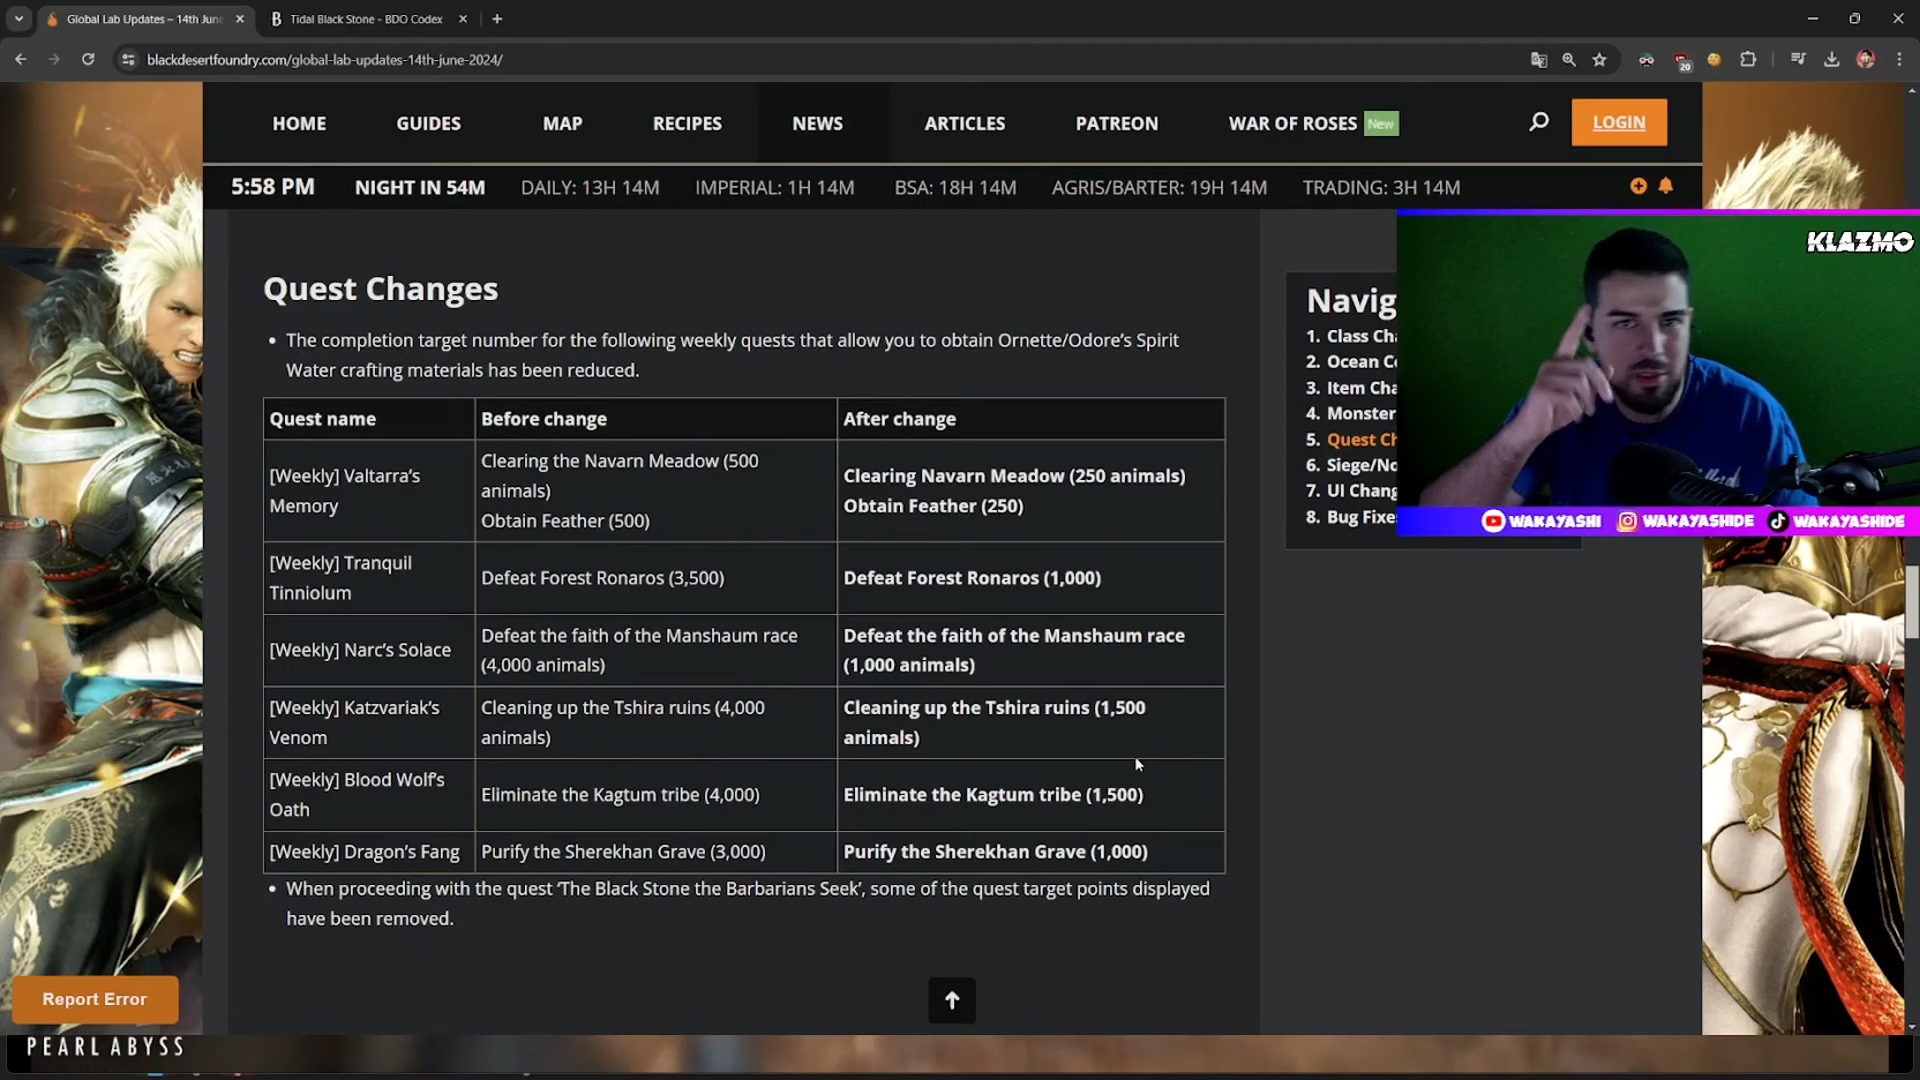 Global Lab Updates – 14th June
Tidal Black Stone - BDO Codex
blackdesertfoundry.com/global-lab-updates-14th-june-2024/
20
HOME
GUIDES
MAP
RECIPES
NEWS
ARTICLES
PATREON
WAR OF ROSES New
LOGIN
5:58 PM
NIGHT IN 54M
DAILY: 13H 14M
IMPERIAL: 1H 14M
BSA: 18H 14M
AGRIS/BARTER: 19H 14M
TRADING: 3H 14M
KLAZMO
Quest Changes
• The completion target number for the following weekly quests that allow you to obtain Ornette/Odore’s Spirit
Water crafting materials has been reduced.
Quest name
Before change
After change
[Weekly] Valtarra’s
Memory
Clearing the Navarn Meadow (500
animals)
Obtain Feather (500)
Clearing Navarn Meadow (250 animals)
Obtain Feather (250)
[Weekly] Tranquil
Tinniolum
Defeat Forest Ronaros (3,500)
Defeat Forest Ronaros (1,000)
[Weekly] Narc’s Solace
Defeat the faith of the Manshaum race
(4,000 animals)
Defeat the faith of the Manshaum race
(1,000 animals)
[Weekly] Katzvariak’s
Venom
Cleaning up the Tshira ruins (4,000
animals)
Cleaning up the Tshira ruins (1,500
animals)
[Weekly] Blood Wolf’s
Oath
Eliminate the Kagtum tribe (4,000)
Eliminate the Kagtum tribe (1,500)
[Weekly] Dragon’s Fang
Purify the Sherekhan Grave (3,000)
Purify the Sherekhan Grave (1,000)
• When proceeding with the quest ‘The Black Stone the Barbarians Seek’, some of the quest target points displayed
have been removed.
Navig
1. Class Cha
2. Ocean Co
3. Item Cha
4. Monster
5. Quest Ch
6. Siege/No
7. UI Chang
8. Bug Fixe
WAKAYASHI
WAKAYASHIDE
WAKAYASHIDE
Report Error
PEARL ABYSS